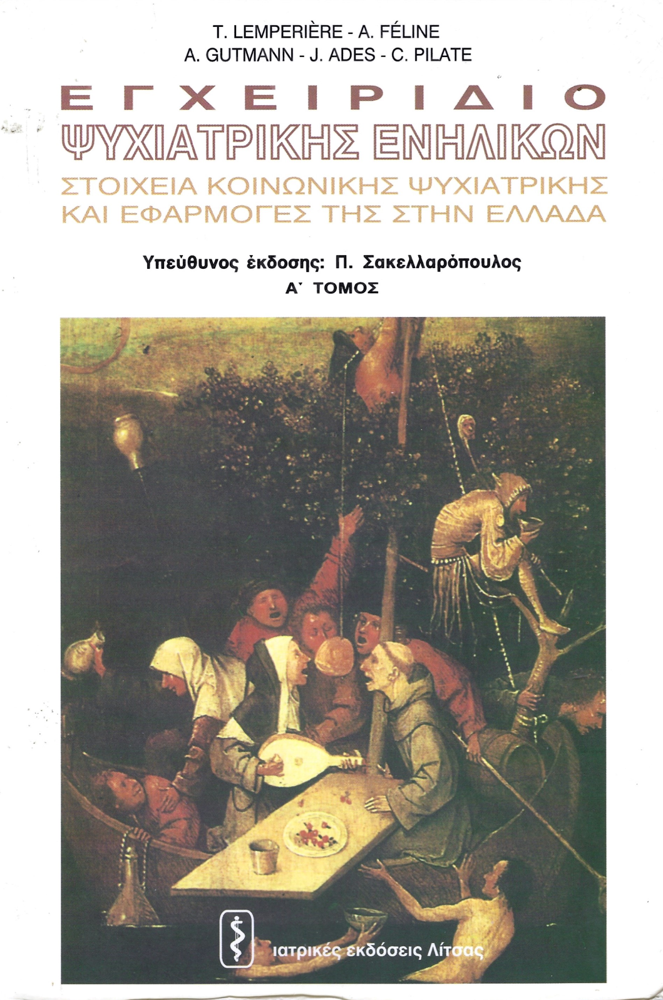 T. LEMPERIÈRE - A. FÉLINE
A. GUTMANN - J. ADES - C. PILATE
ΕΓΧΕΙΡΙΔΙΟ
ΨΥΧΙΑΤΡΙΚΗΣ ΕΝΗΛΙΚΩΝ
ΣΤΟΙΧΕΙΑ ΚΟΙΝΩΝΙΚΗΣ ΨΥΧΙΑΤΡΙΚΗΣ
ΚΑΙ ΕΦΑΡΜΟΓΕΣ ΤΗΣ ΣΤΗΝ ΕΛΛΑΔΑ
Υπεύθυνος έκδοσης: Π. Σακελλαρόπουλος
Α' ΤΟΜΟΣ
ιατρικές εκδόσεις Λίτσας